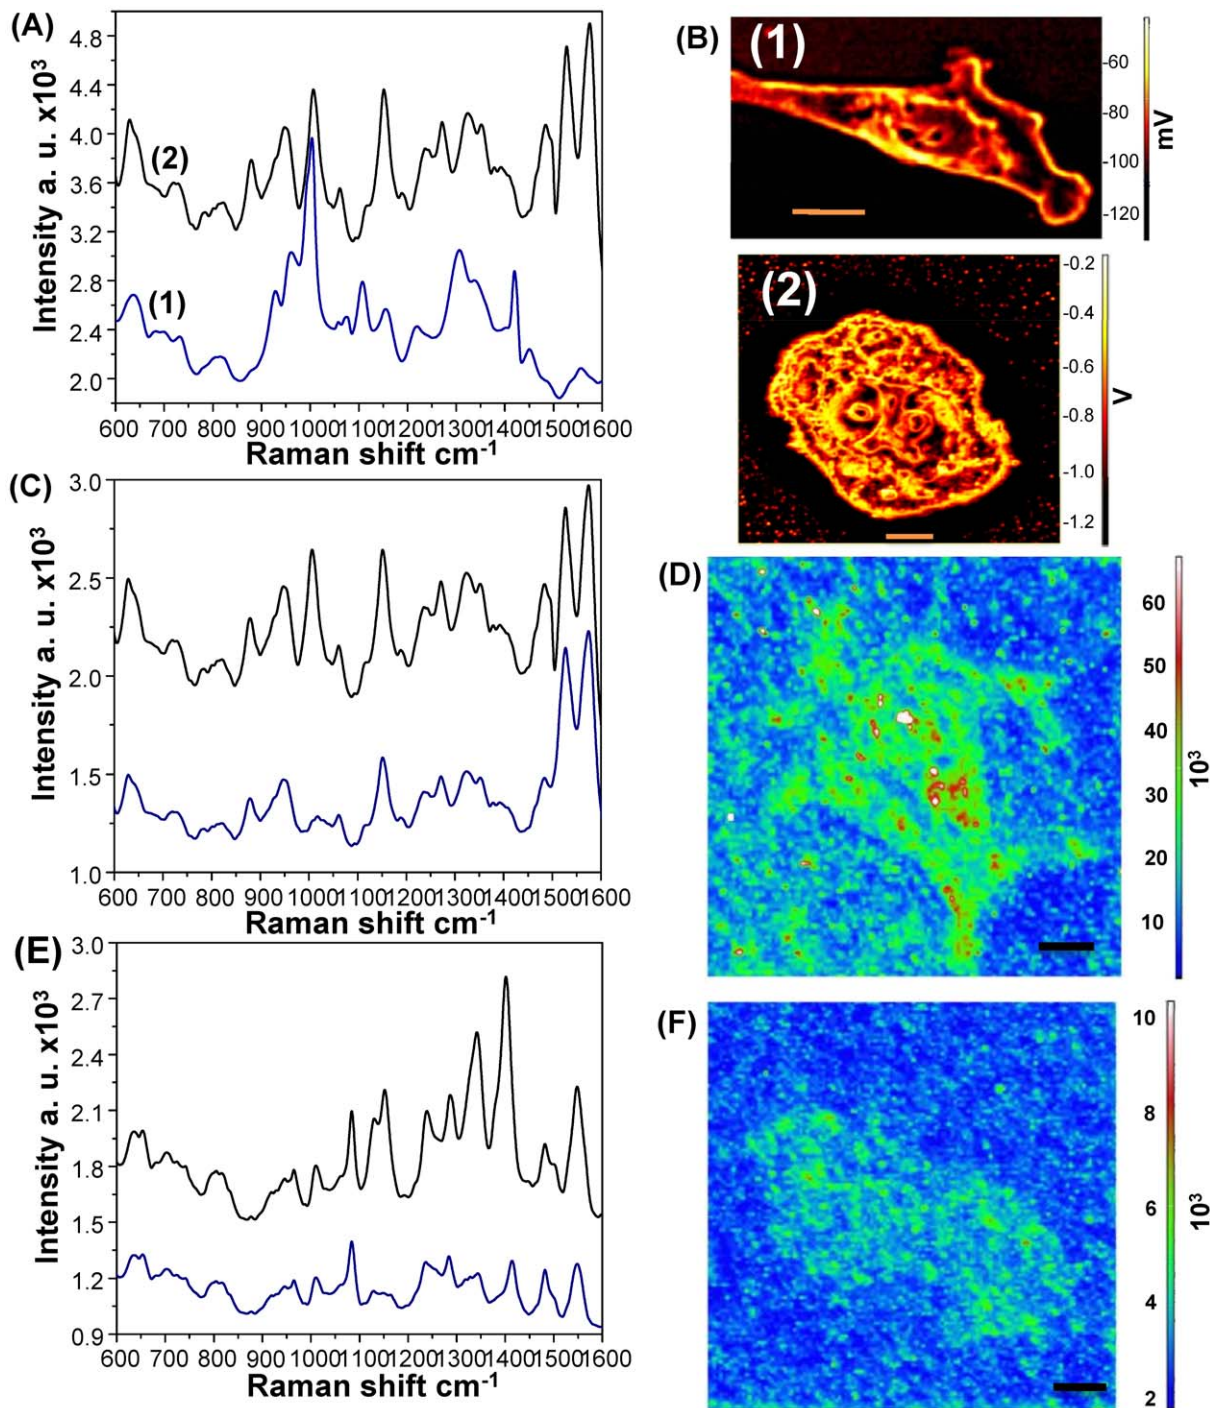 (A)
Intensity a. u. x10³
4.8
4.4
4.0
3.6
3.2
2.8
2.4
2.0
(2)
(1)
600 700 800 900 1000 1100 1200 1300 1400 1500 1600
Raman shift cm⁻¹
(B)
(1)
-60
-80
-100
-120
mV
(2)
-0.2
-0.4
-0.6
-0.8
-1.0
-1.2
V
(C)
Intensity a. u. x10³
3.0
2.5
2.0
1.5
1.0
600 700 800 900 1000 1100 1200 1300 1400 1500 1600
Raman shift cm⁻¹
(D)
60
50
40
30
20
10
10³
(E)
Intensity a. u. x10³
3.0
2.7
2.4
2.1
1.8
1.5
1.2
0.9
600 700 800 900 1000 1100 1200 1300 1400 1500 1600
Raman shift cm⁻¹
(F)
10
8
6
4
2
10³